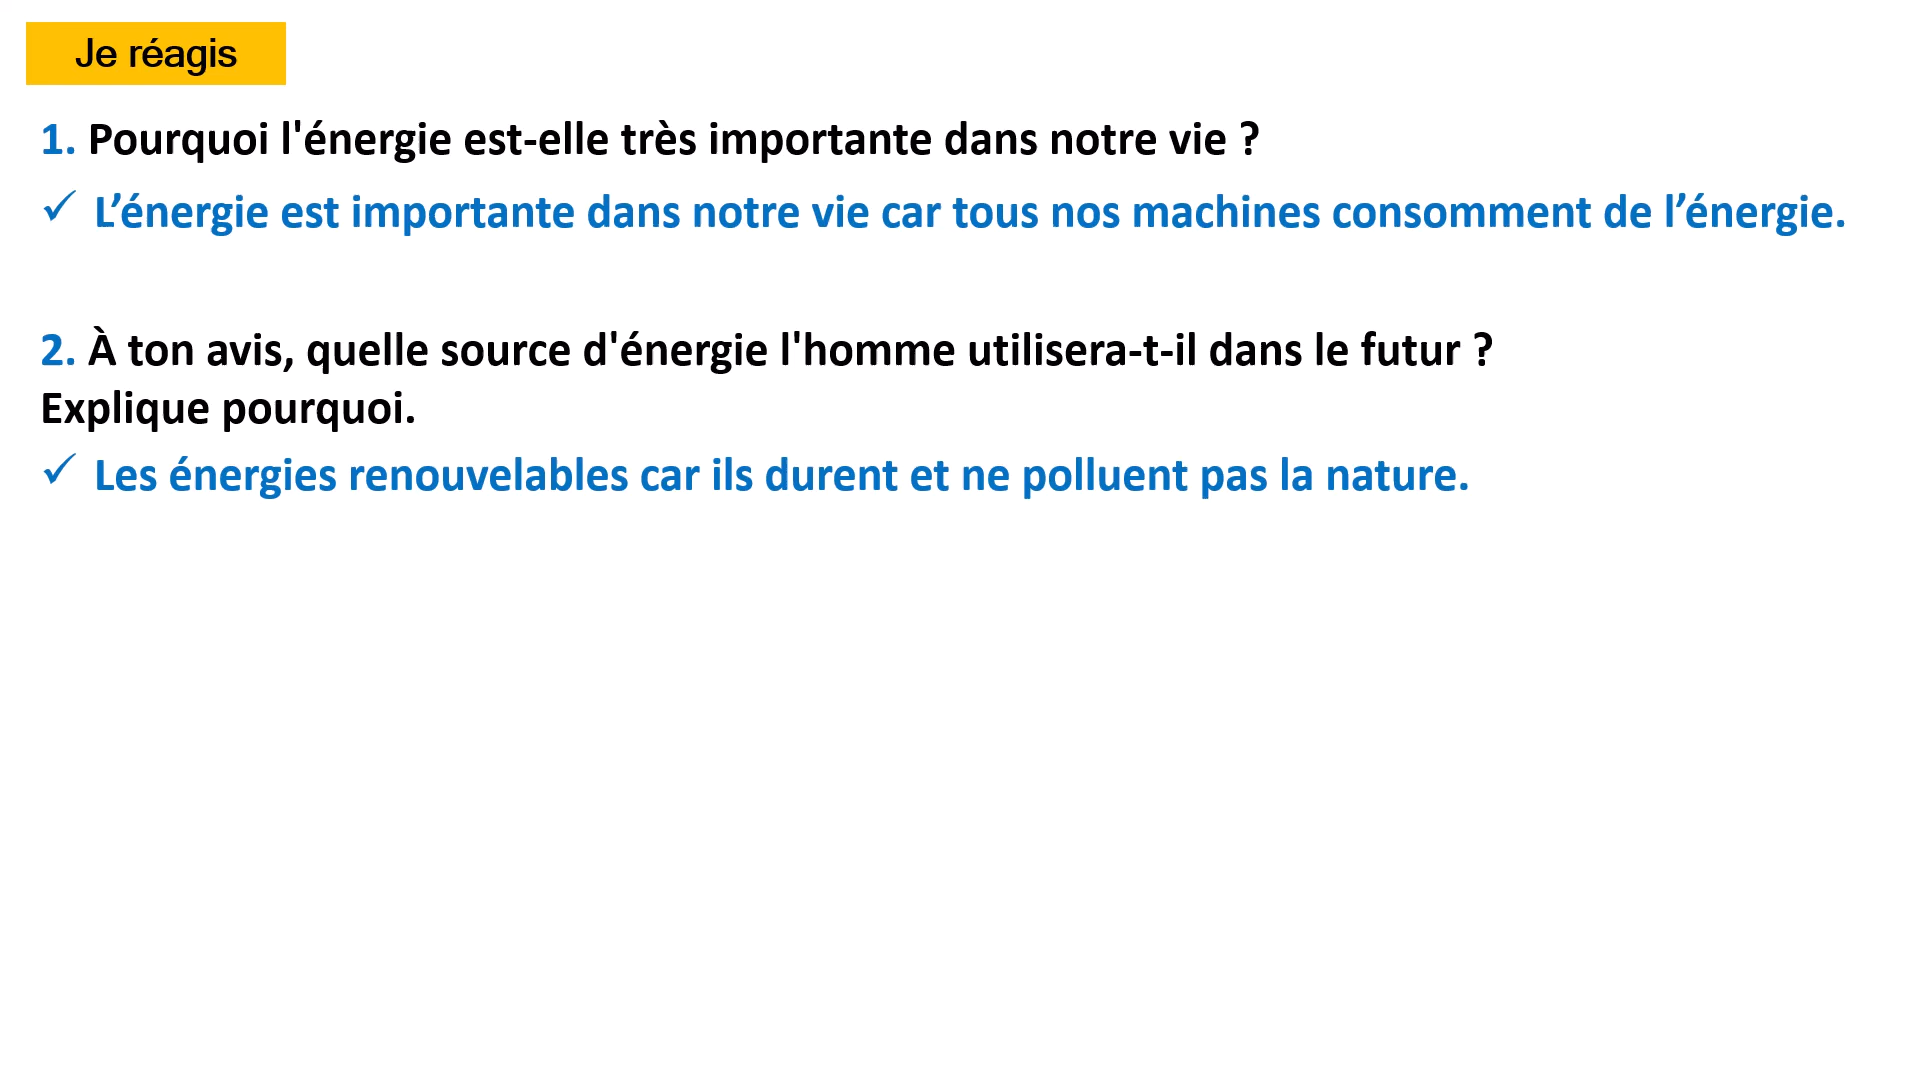 Je réagis
1. Pourquoi l'énergie est-elle très importante dans notre vie ?
✓ L’énergie est importante dans notre vie car tous nos machines consomment de l’énergie.
2. À ton avis, quelle source d'énergie l'homme utilisera-t-il dans le futur ?
Explique pourquoi.
✓ Les énergies renouvelables car ils durent et ne polluent pas la nature.